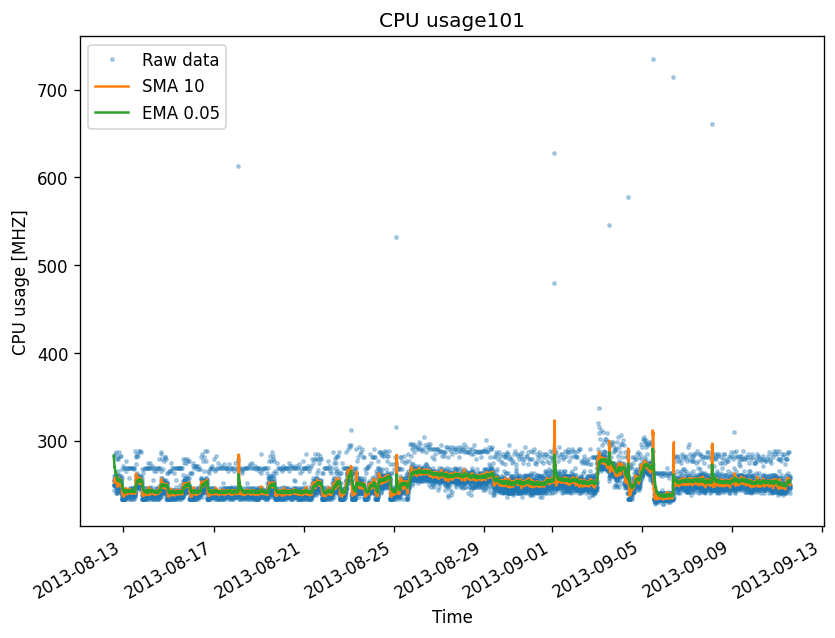 CPU usage101
Raw data
SMA 10
EMA 0.05
CPU usage [MHZ]
700
600
500
400
300
2013-08-13
2013-08-17
2013-08-21
2013-08-25
2013-08-29
2013-09-01
2013-09-05
2013-09-09
2013-09-13
Time